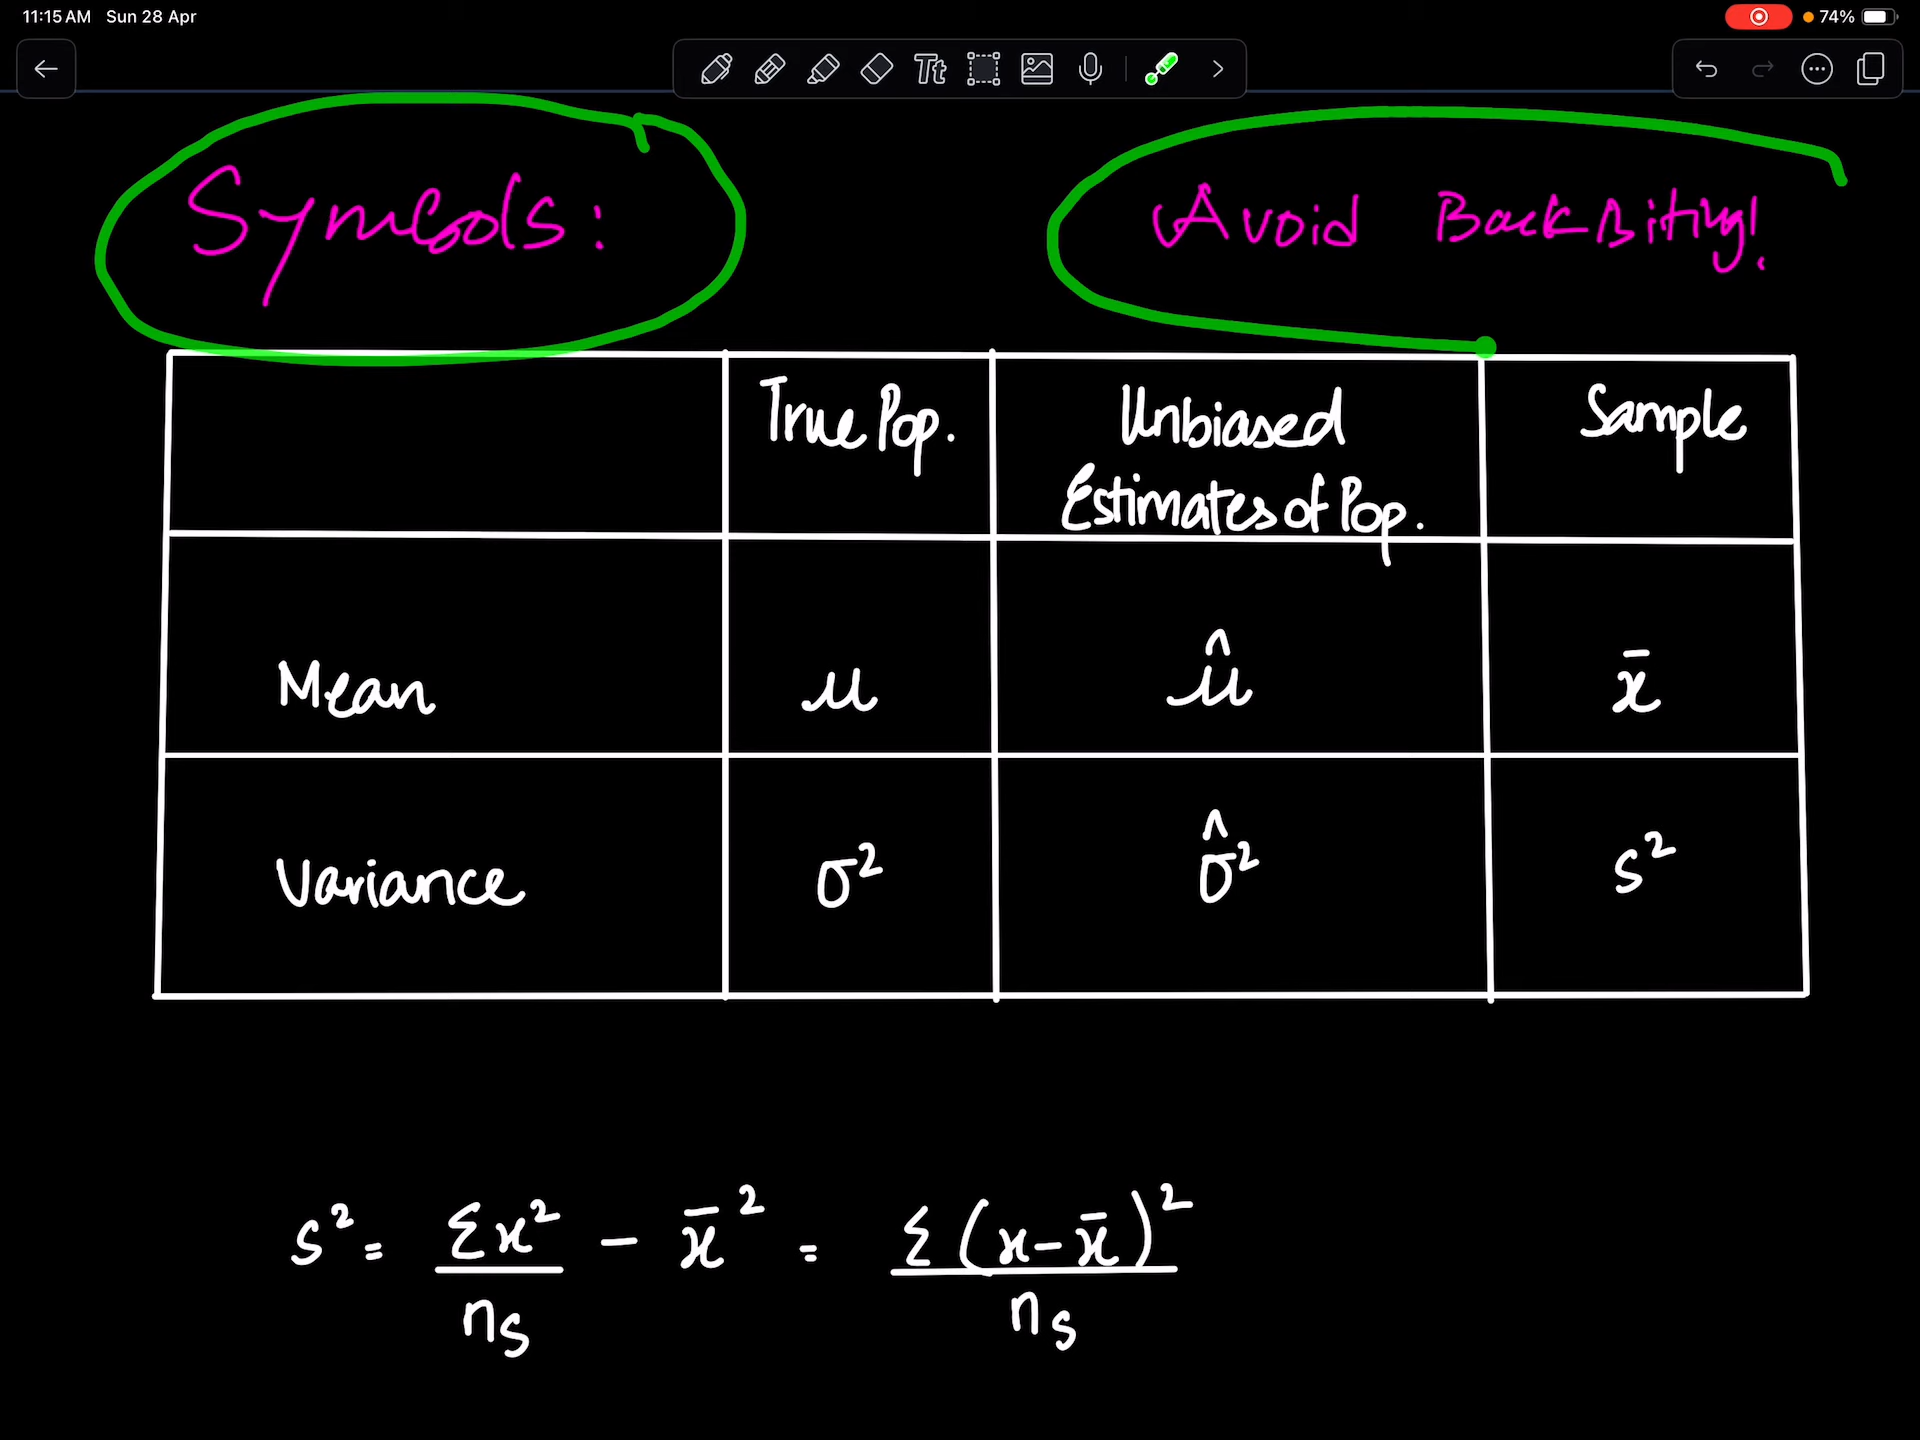 11:15 AM Sun 28 Apr
74%
Tt
Symbols:
Avoid BackBiting!
True Pop.
Unbiased
Estimates of Pop.
Sample
Mean
μ
μ̂
x̄
Variance
σ²
σ̂²
s²
s² = Σx²/nₛ − x̄² = Σ(x−x̄)²/nₛ